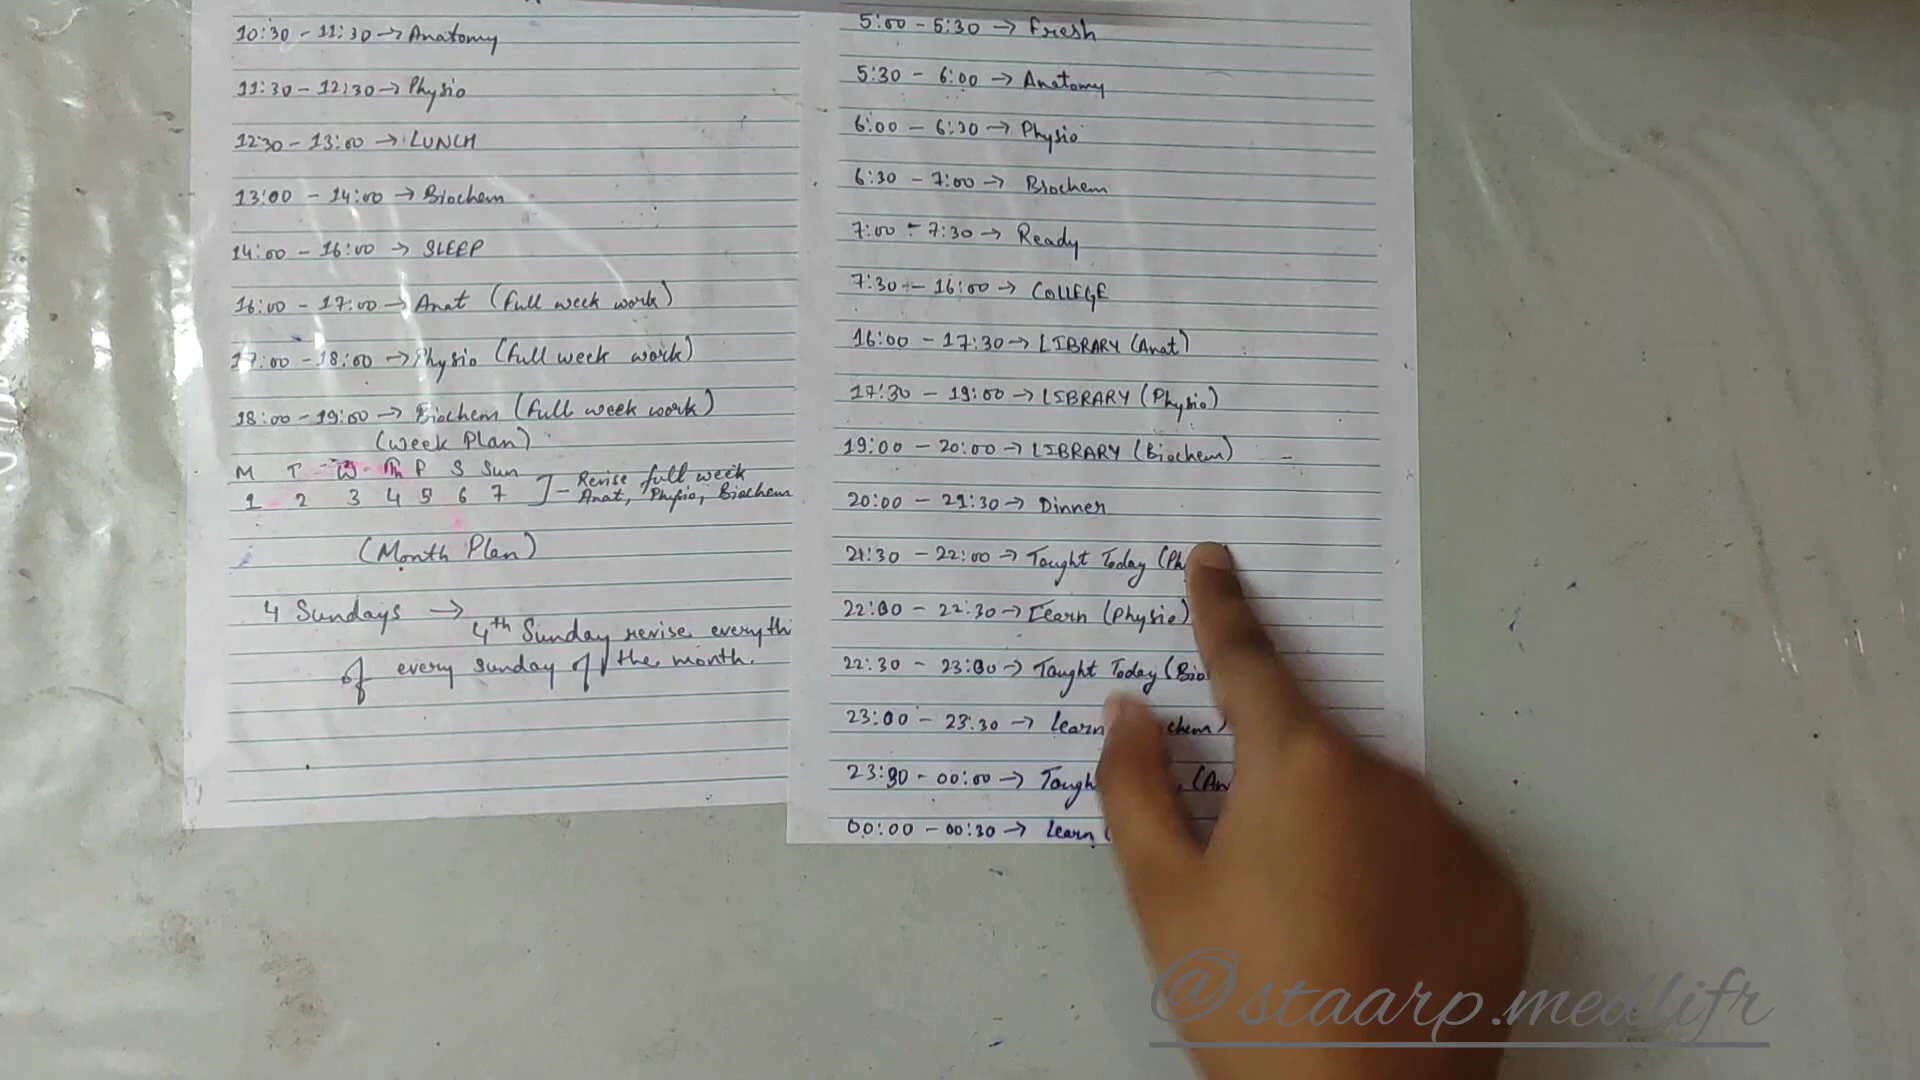 10:30 - 11:30 → Anatomy
11:30 - 12:30 → Physio
12:30 - 13:00 → LUNCH
13:00 - 14:00 → Biochem
14:00 - 16:00 → SLEEP
16:00 - 17:00 → Anat (full week work)
17:00 - 18:00 → Physio (full week work)
18:00 - 19:00 → Biochem (full week work)
(Week Plan)
M T W Th F S Sun
1 2 3 4 5 6 7 ] - Revise full week
Anat, Physio, Biochem
(Month Plan)
4 Sundays →
4th Sunday revise everythi
of every sunday of the month.
5:00 - 5:30 → Fresh
5:30 - 6:00 → Anatomy
6:00 - 6:30 → Physio
6:30 - 7:00 → Biochem
7:00 - 7:30 → Ready
7:30 - 16:00 → COLLEGE
16:00 - 17:30 → LIBRARY (Anat)
17:30 - 19:00 → LIBRARY (Physio)
19:00 - 20:00 → LIBRARY (Biochem)
20:00 - 21:30 → Dinner
21:30 - 22:00 → Taught Today (Ph
22:00 - 22:30 → Learn (Physio)
22:30 - 23:00 → Taught Today (Bio
23:00 - 23:30 → Learn chem)
23:30 - 00:00 → Taugh (An
00:00 - 00:30 → Learn (
@staarp.medlifr